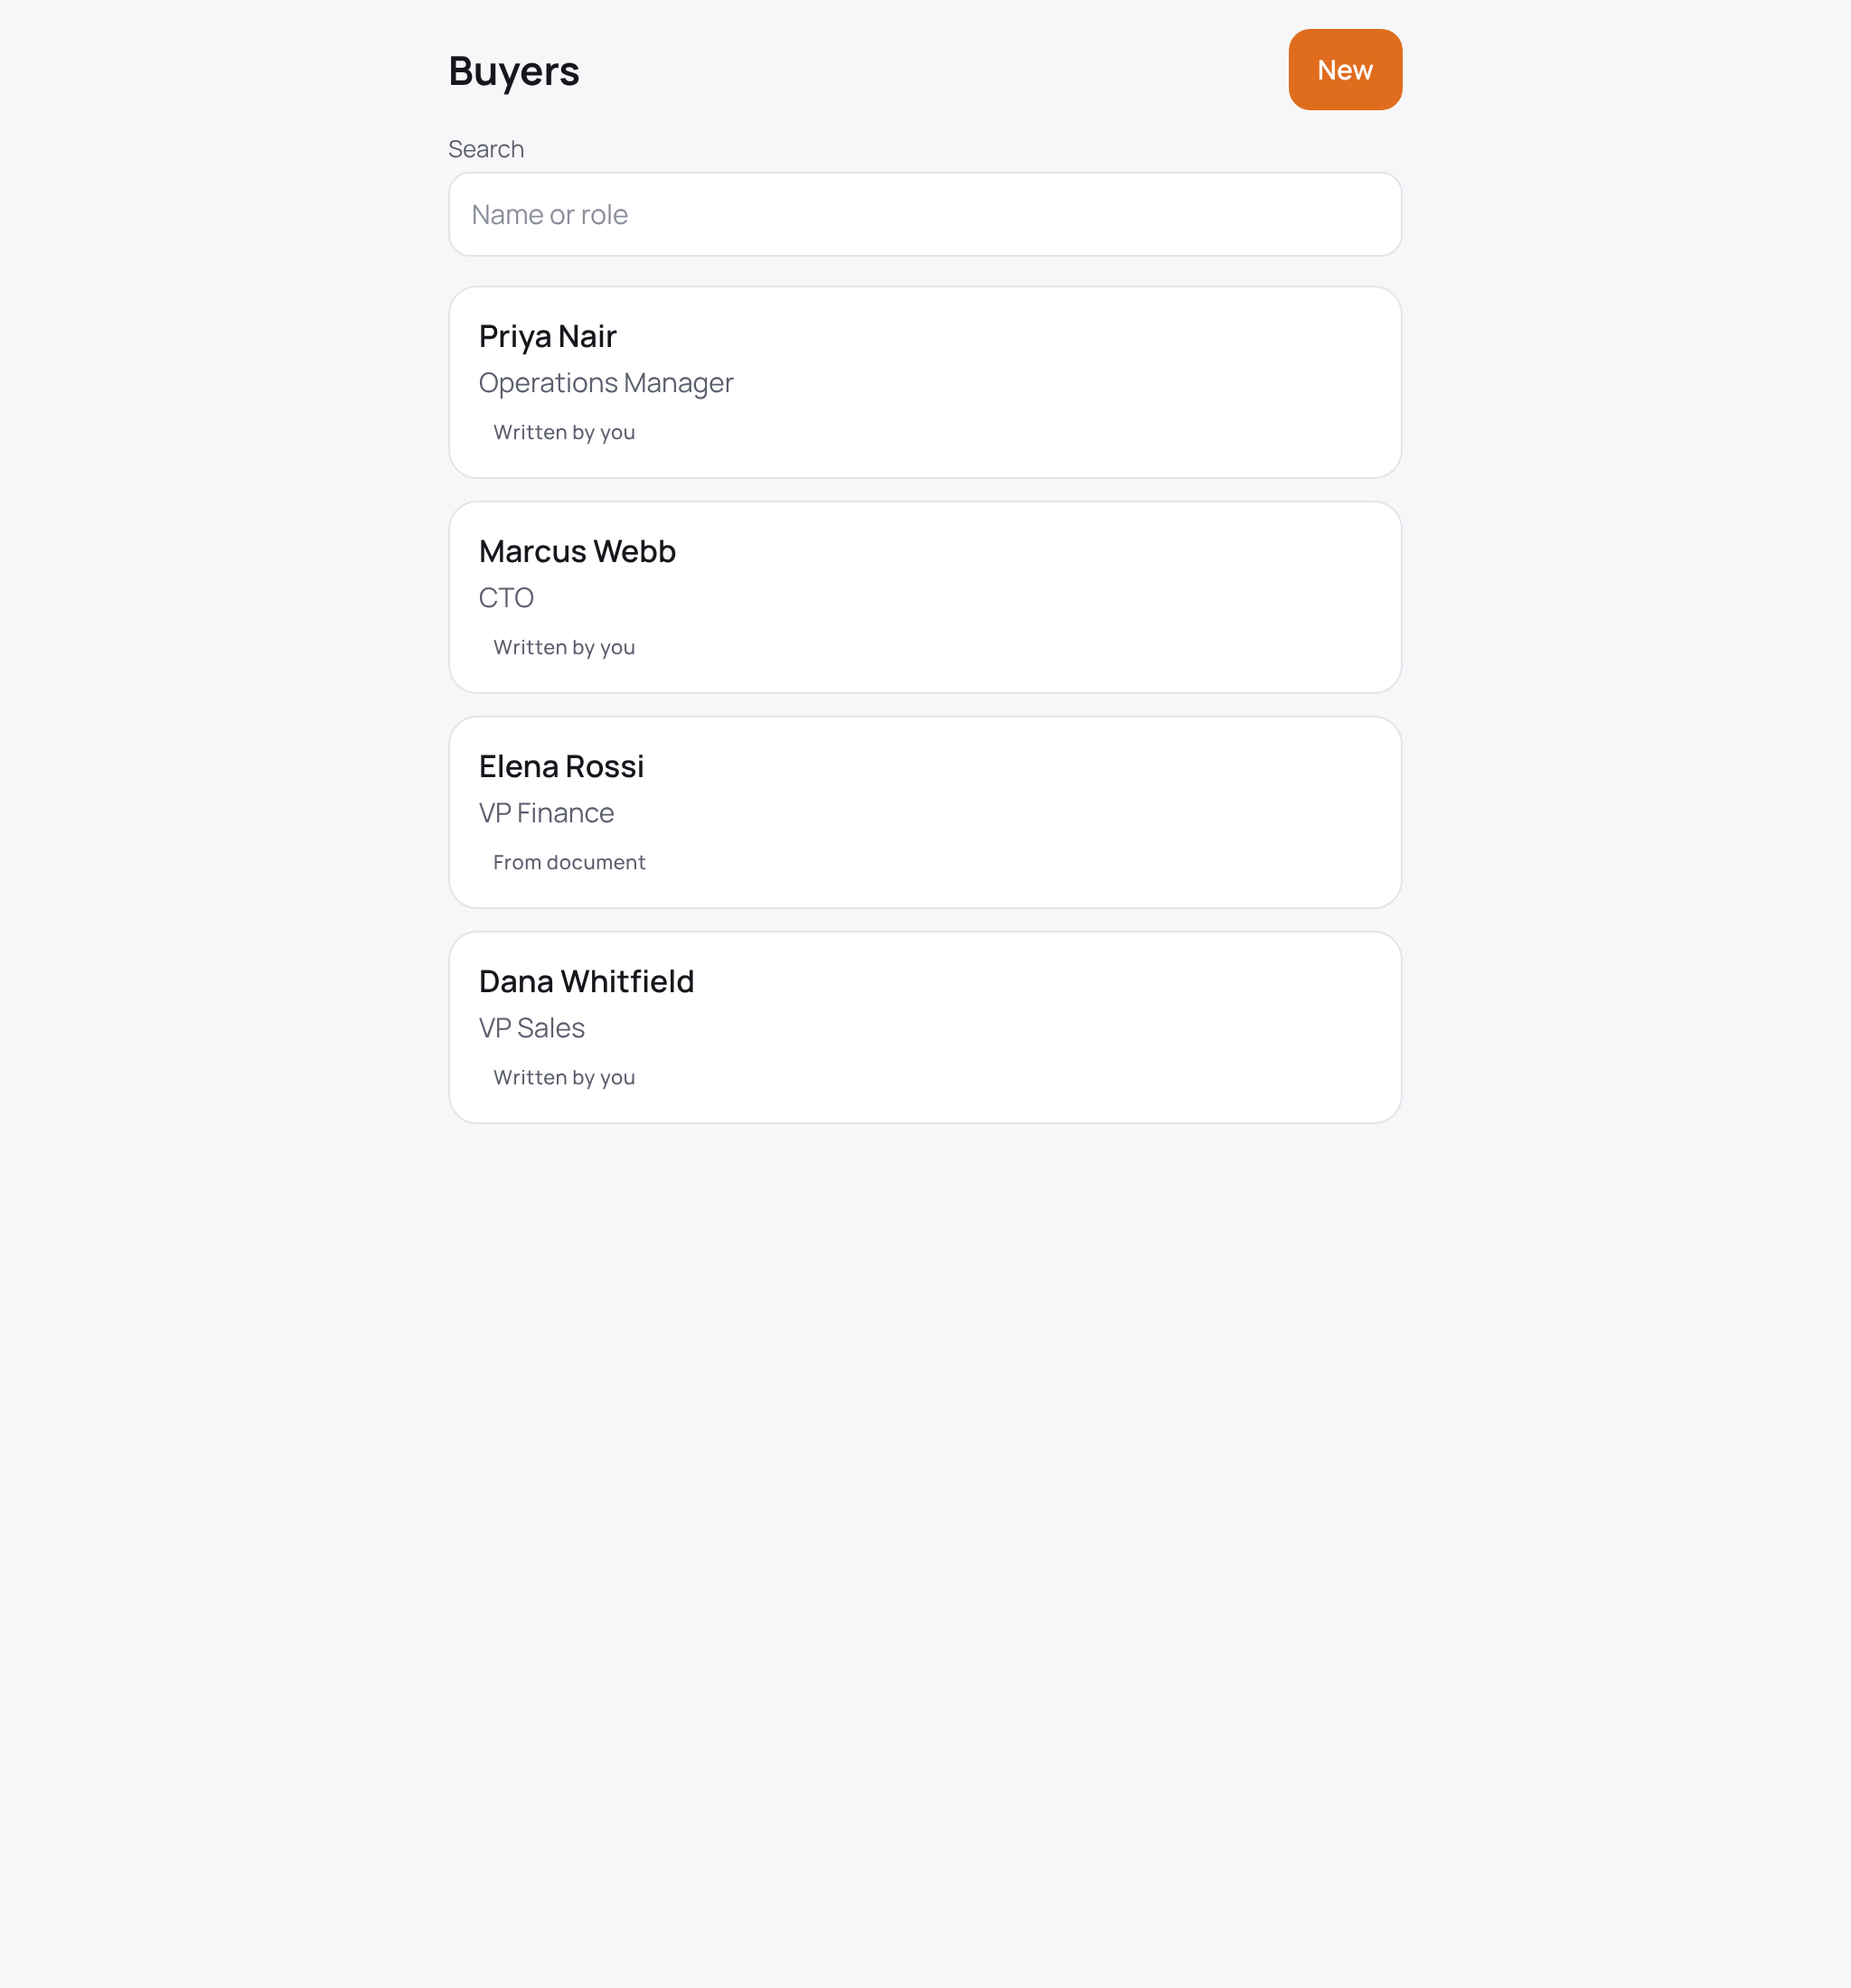 Buyers
New
Search
Name or role
Priya Nair
Operations Manager
Written by you
Marcus Webb
CTO
Written by you
Elena Rossi
VP Finance
From document
Dana Whitfield
VP Sales
Written by you